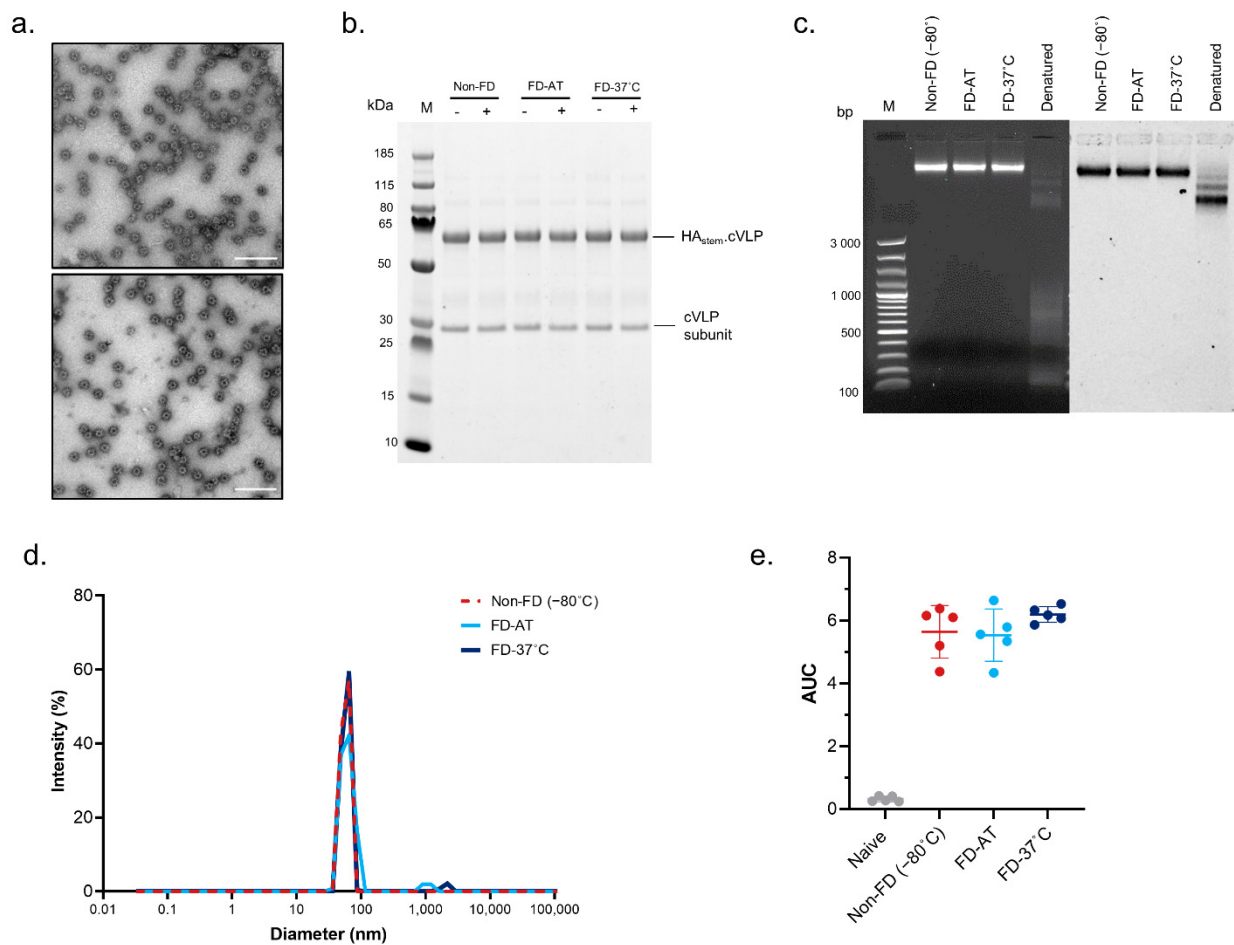 a.
b.
Non-FD FD-AT FD-37˚C
kDa M - + - + - +
185
115
80
65
50
30
25
15
10
HAstem.cVLP
cVLP
subunit
c.
bp M Non-FD (−80˚) FD-AT FD-37˚C Denatured Non-FD (−80˚) FD-AT FD-37˚C Denatured
3 000
1 000
500
100
d.
Non-FD (−80˚C)
FD-AT
FD-37˚C
Intensity (%)
80
60
40
20
0
0.01 0.1 1 10 100 1,000 10,000 100,000
Diameter (nm)
e.
AUC
8
6
4
2
0
Naive Non-FD (−80˚C) FD-AT FD-37˚C